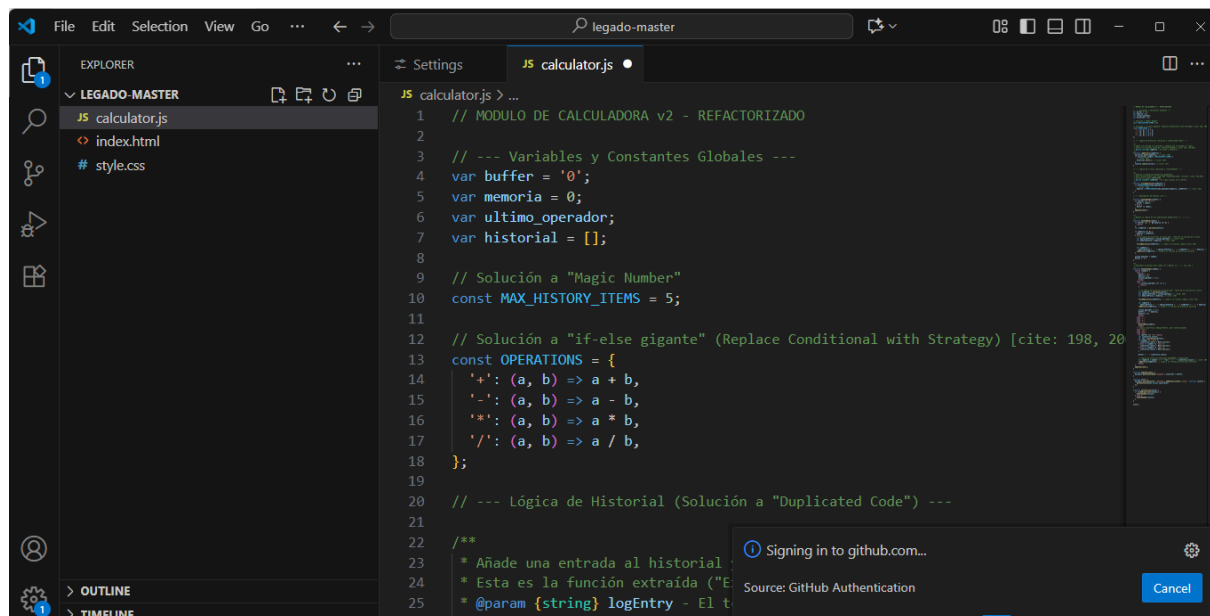 File Edit Selection View Go ··· legado-master
EXPLORER ···
LEGADO-MASTER
JS calculator.js
<> index.html
# style.css
OUTLINE
TIMELINE
1
1
Settings JS calculator.js
JS calculator.js > ...
1 // MODULO DE CALCULADORA v2 - REFACTORIZADO
2
3 // --- Variables y Constantes Globales ---
4 var buffer = '0';
5 var memoria = 0;
6 var ultimo_operador;
7 var historial = [];
8
9 // Solución a "Magic Number"
10 const MAX_HISTORY_ITEMS = 5;
11
12 // Solución a "if-else gigante" (Replace Conditional with Strategy) [cite: 198, 20
13 const OPERATIONS = {
14 '+': (a, b) => a + b,
15 '-': (a, b) => a - b,
16 '*': (a, b) => a * b,
17 '/': (a, b) => a / b,
18 };
19
20 // --- Lógica de Historial (Solución a "Duplicated Code") ---
21
22 /**
23 * Añade una entrada al historial
24 * Esta es la función extraída ("E
25 * @param {string} logEntry - El t
Signing in to github.com...
Source: GitHub Authentication
Cancel